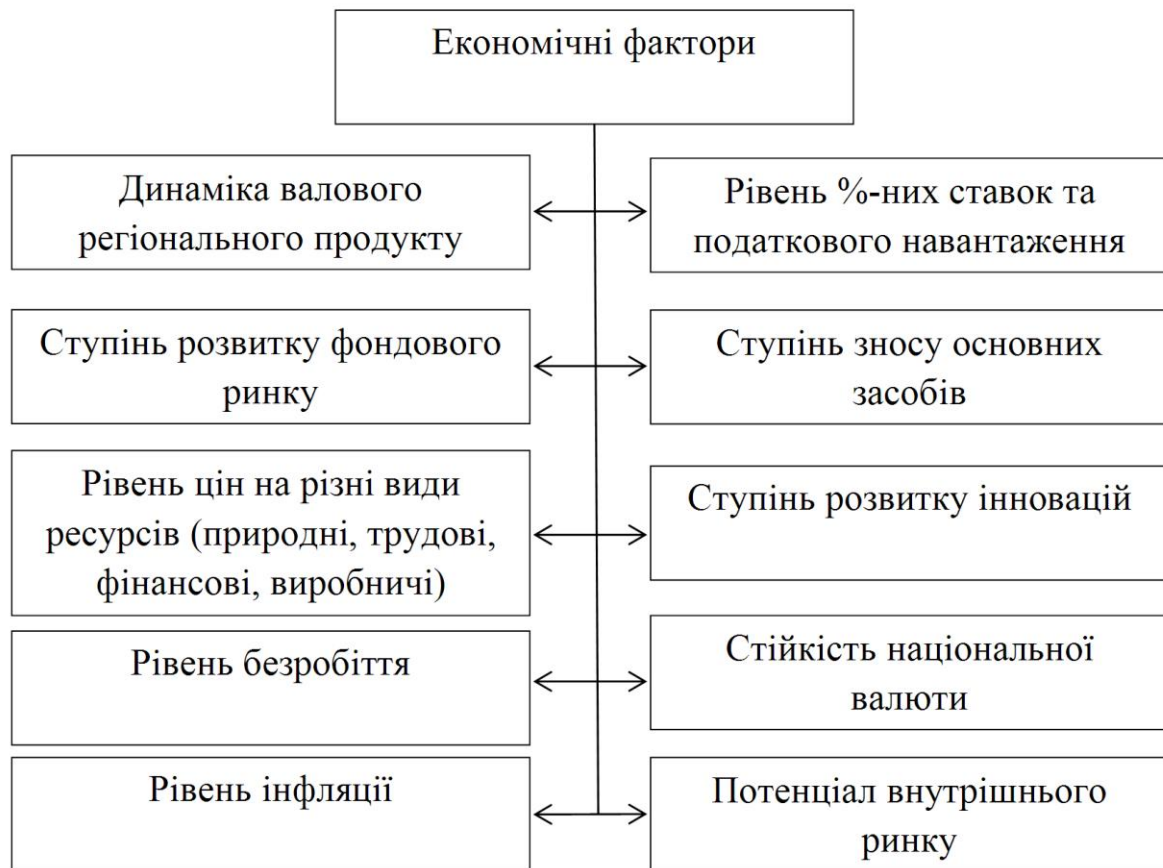 Економічні фактори
Динаміка валового
регіонального продукту
Рівень %-них ставок та
податкового навантаження
Ступінь розвитку фондового
ринку
Ступінь зносу основних
засобів
Рівень цін на різні види
ресурсів (природні, трудові,
фінансові, виробничі)
Ступінь розвитку інновацій
Рівень безробіття
Стійкість національної
валюти
Рівень інфляції
Потенціал внутрішнього
ринку